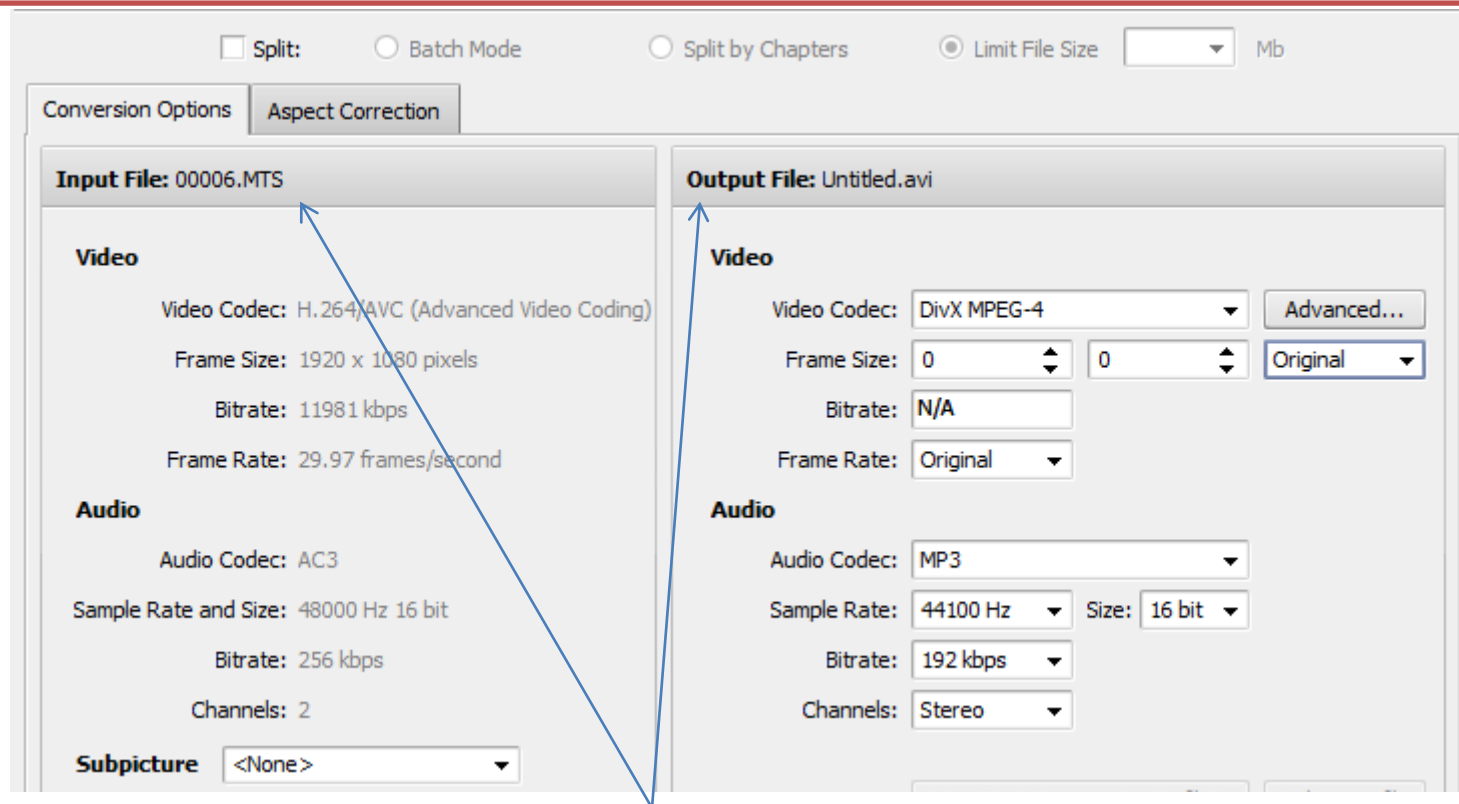 Split: Batch Mode Split by Chapters Limit File Size Mb
Conversion Options Aspect Correction
Input File: 00006.MTS
Video
Video Codec: H.264/AVC (Advanced Video Coding)
Frame Size: 1920 x 1080 pixels
Bitrate: 11981 kbps
Frame Rate: 29.97 frames/second
Audio
Audio Codec: AC3
Sample Rate and Size: 48000 Hz 16 bit
Bitrate: 256 kbps
Channels: 2
Subpicture <None>
Output File: Untitled.avi
Video
Video Codec: DivX MPEG-4 Advanced...
Frame Size: 0 0 Original
Bitrate: N/A
Frame Rate: Original
Audio
Audio Codec: MP3
Sample Rate: 44100 Hz Size: 16 bit
Bitrate: 192 kbps
Channels: Stereo